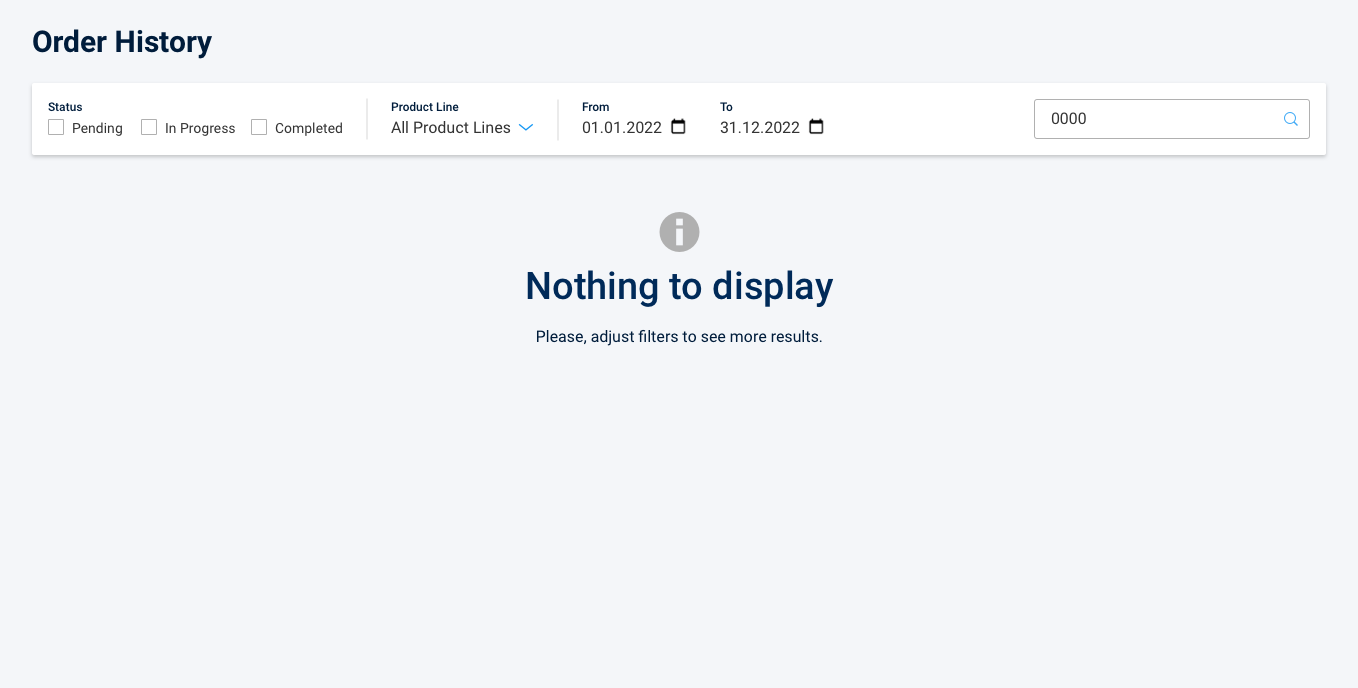 Order History
Status
Pending In Progress Completed
Product Line
All Product Lines
From
01.01.2022
To
31.12.2022
0000
Nothing to display
Please, adjust filters to see more results.